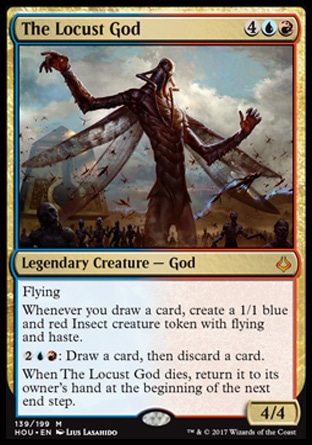 The Locust God 4
Legendary Creature — God
Flying
Whenever you draw a card, create a 1/1 blue
and red Insect creature token with flying
and haste.
2 : Draw a card, then discard a card.
When The Locust God dies, return it to its
owner's hand at the beginning of the next
end step.
4/4
139/199 M
HOU • EN Lius Lasahido
™ & © 2017 Wizards of the Coast